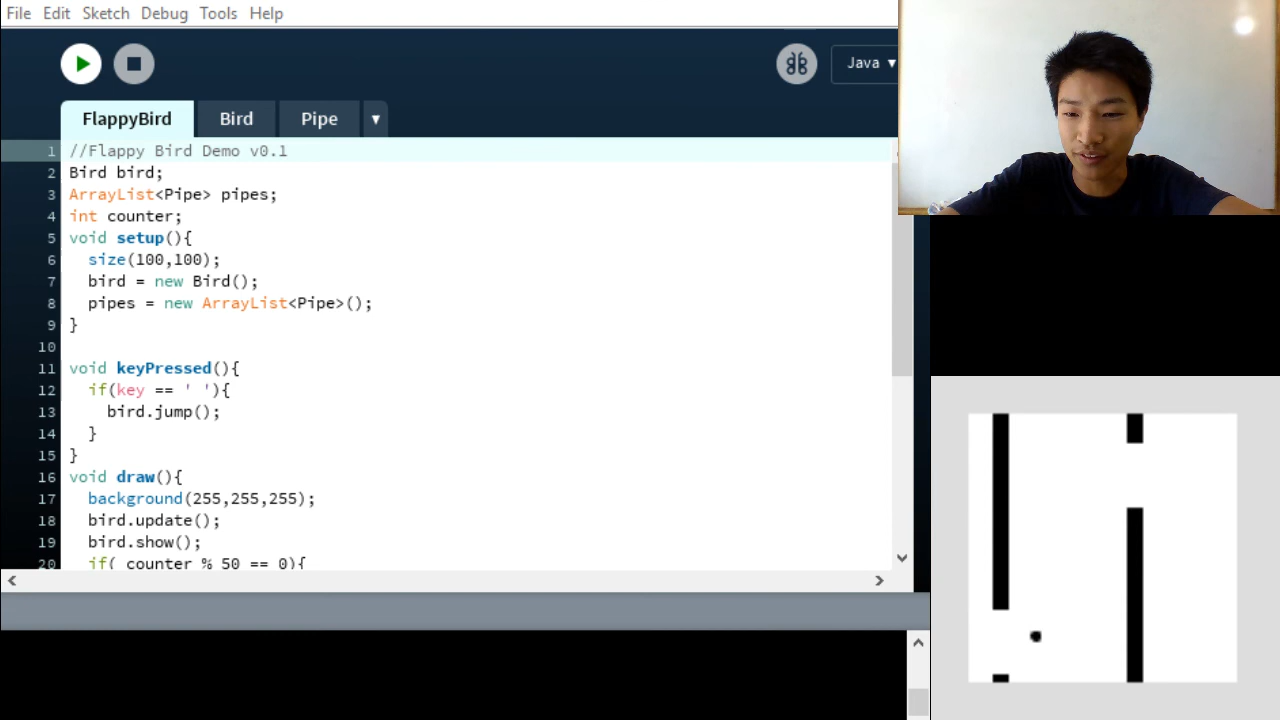 File Edit Sketch Debug Tools Help
Java ▼
FlappyBird Bird Pipe ▼
1 //Flappy Bird Demo v0.1
2 Bird bird;
3 ArrayList<Pipe> pipes;
4 int counter;
5 void setup(){
6 size(100,100);
7 bird = new Bird();
8 pipes = new ArrayList<Pipe>();
9 }
10
11 void keyPressed(){
12 if(key == ' '){
13 bird.jump();
14 }
15 }
16 void draw(){
17 background(255,255,255);
18 bird.update();
19 bird.show();
20 if( counter % 50 == 0){